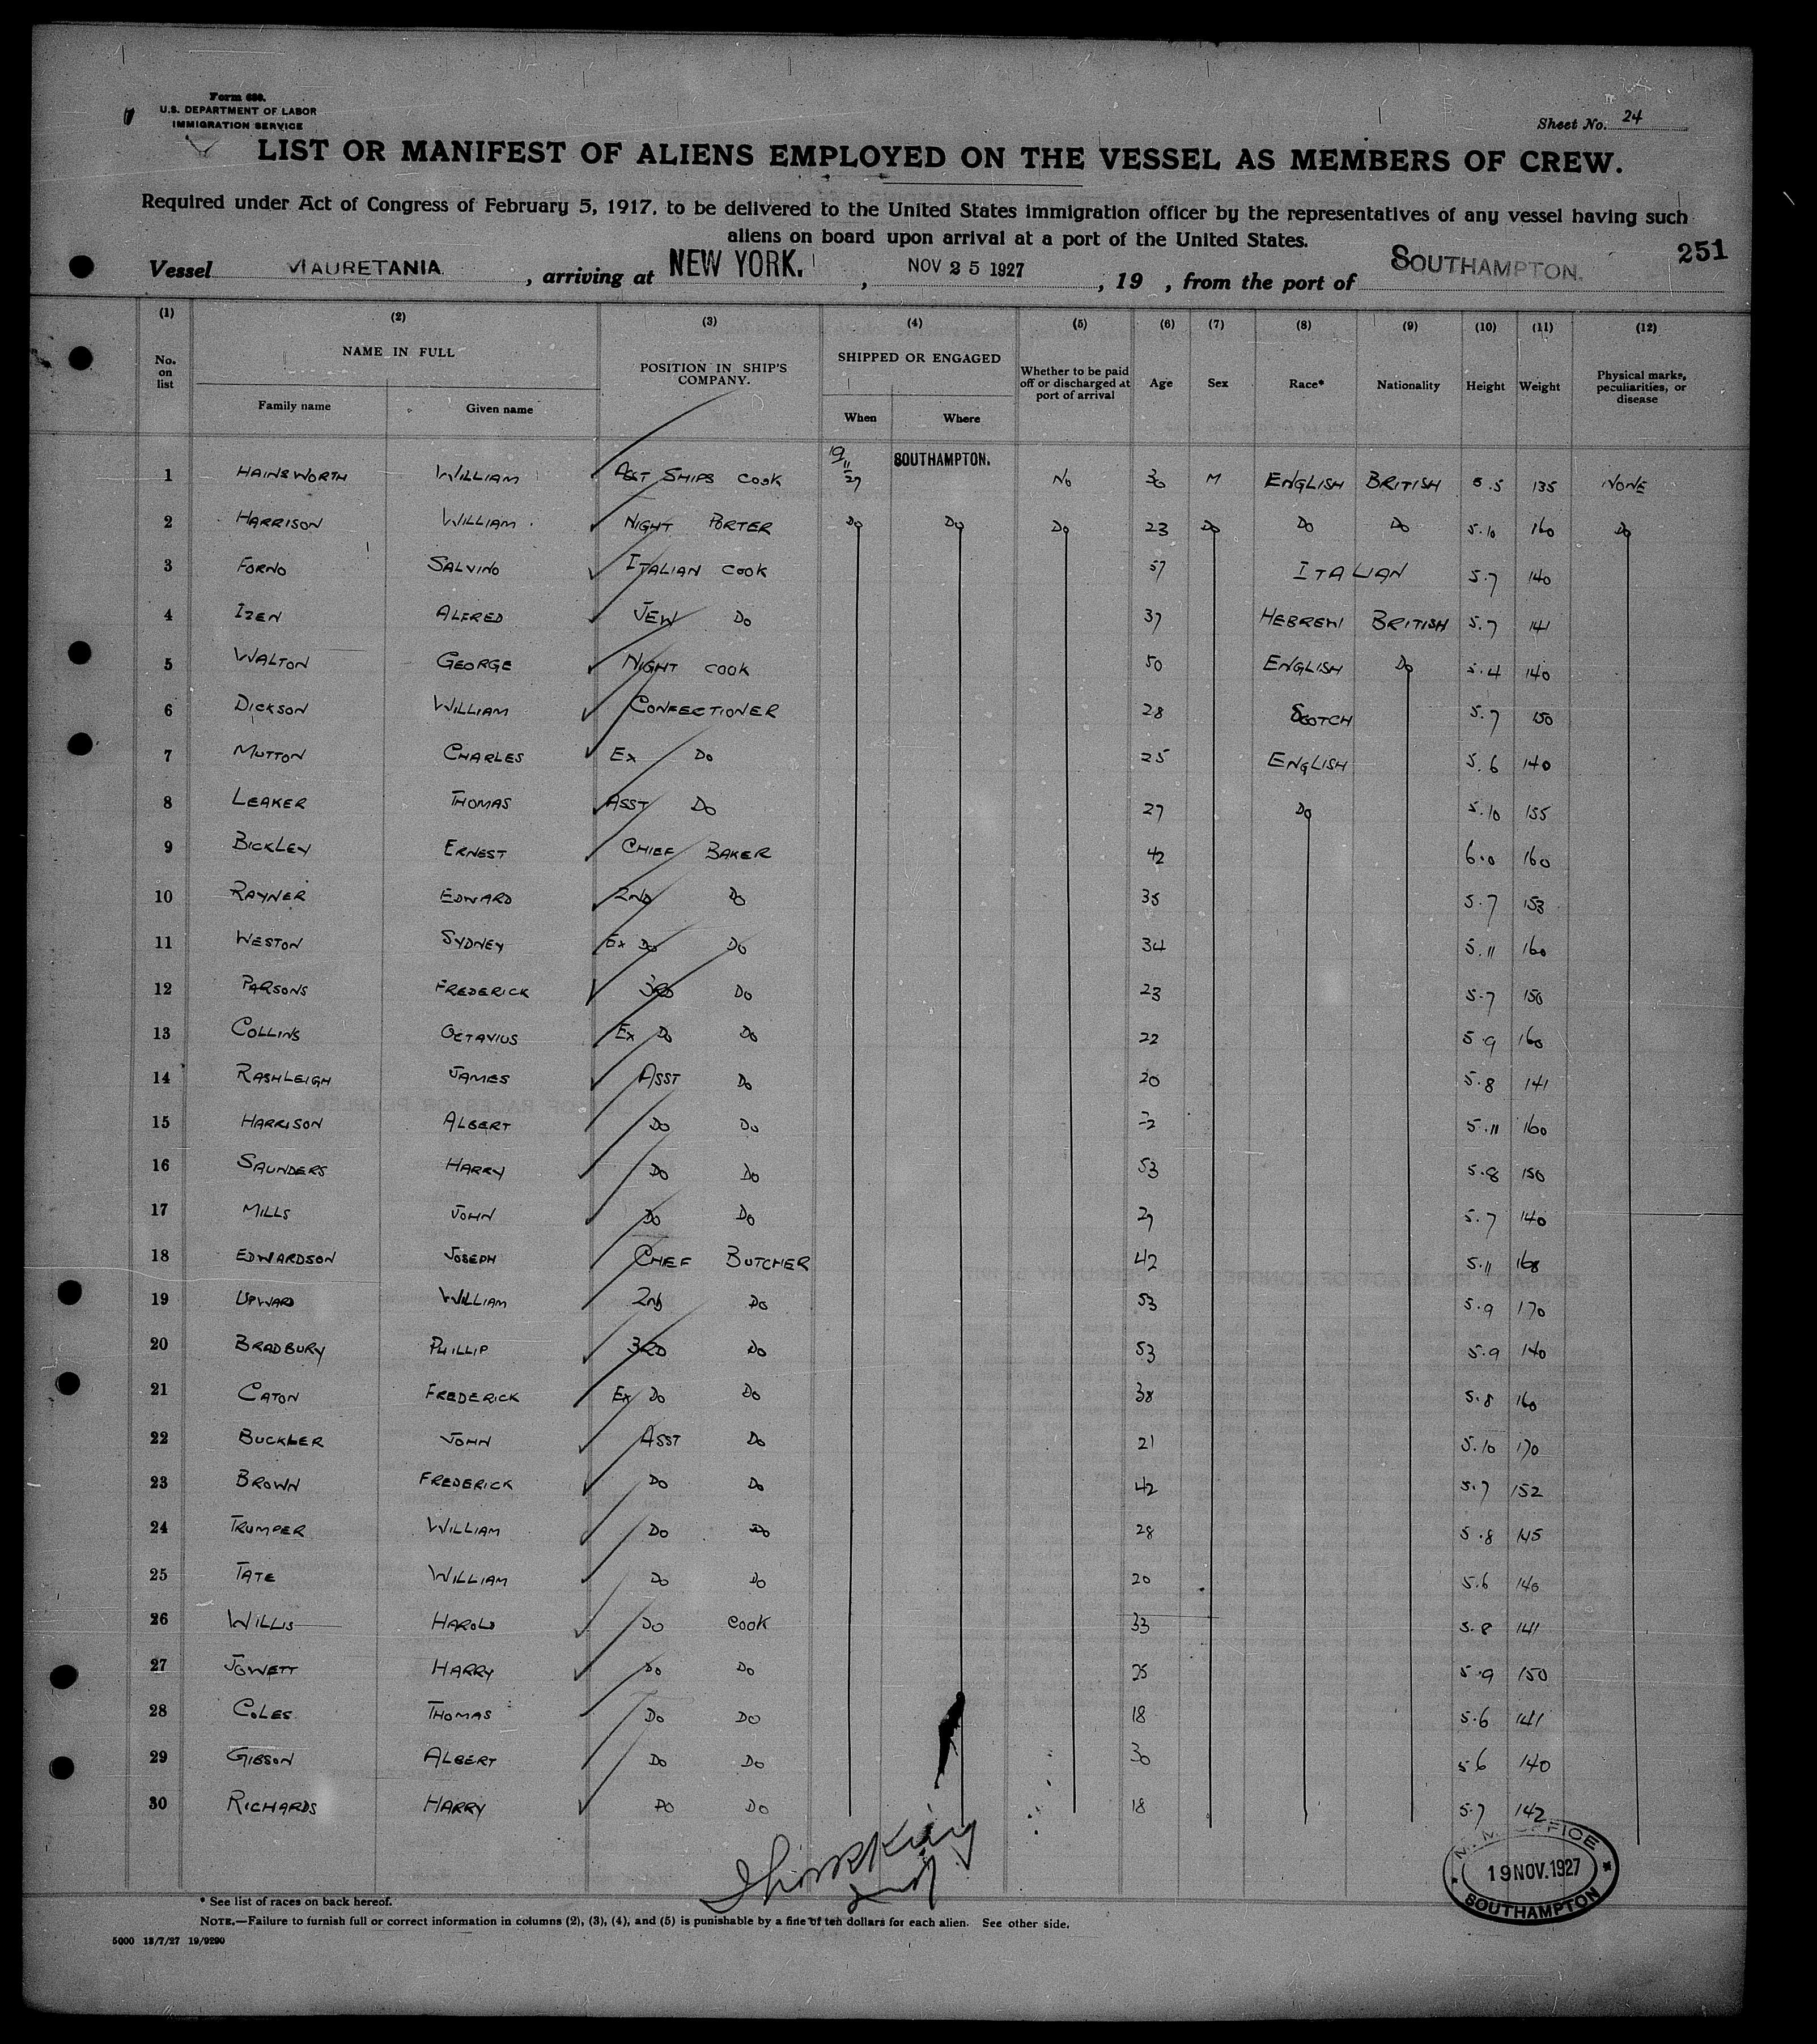 Form 680.
U.S. DEPARTMENT OF LABOR
IMMIGRATION SERVICE
Sheet No. 24
LIST OR MANIFEST OF ALIENS EMPLOYED ON THE VESSEL AS MEMBERS OF CREW.
Required under Act of Congress of February 5, 1917, to be delivered to the United States immigration officer by the representatives of any vessel having such
aliens on board upon arrival at a port of the United States.
251
Vessel MAURETANIA , arriving at NEW YORK. , NOV 25 1927 , 19 , from the port of SOUTHAMPTON.
(1) (2) (3) (4) (5) (6) (7) (8) (9) (10) (11) (12)
No. on list NAME IN FULL Family name Given name POSITION IN SHIP'S COMPANY. SHIPPED OR ENGAGED When Where Whether to be paid off or discharged at port of arrival Age Sex Race* Nationality Height Weight Physical marks, peculiarities, or disease
1 HAINSWORTH WILLIAM ASST SHIPS COOK 19/11/27 SOUTHAMPTON. NO 36 M ENGLISH BRITISH 5.5 135 NONE
2 HARRISON WILLIAM NIGHT PORTER DO DO DO 23 DO DO DO 5.10 160 DO
3 FORNO SALVINO ITALIAN COOK 57 ITALIAN 5.7 140
4 IZEN ALFRED JEW DO 37 HEBREW BRITISH 5.7 141
5 WALTON GEORGE NIGHT COOK 50 ENGLISH DO 5.4 140
6 DICKSON WILLIAM CONFECTIONER 28 SCOTCH 5.7 150
7 MUTTON CHARLES EX DO 25 ENGLISH 5.6 140
8 LEAKER THOMAS ASST DO 27 DO 5.10 155
9 BICKLEY ERNEST CHIEF BAKER 42 6.0 160
10 RAYNER EDWARD 2ND DO 35 5.7 153
11 WESTON SYDNEY EX DO DO 34 5.11 160
12 PARSONS FREDERICK 3RD DO 23 5.7 150
13 COLLINS OCTAVIUS EX DO DO 22 5.9 160
14 RASHLEIGH JAMES ASST DO 20 5.8 141
15 HARRISON ALBERT DO DO 5.11 160
16 SAUNDERS HARRY DO DO 53 5.8 150
17 MILLS JOHN DO DO 29 5.7 140
18 EDWARDSON JOSEPH CHIEF BUTCHER 42 5.11 168
19 UPWARD WILLIAM 2ND DO 53 5.9 170
20 BRADBURY PHILLIP 3RD DO 53 5.9 140
21 CATON FREDERICK EX DO DO 38 5.8 160
22 BUCKLER JOHN ASST DO 21 5.10 170
23 BROWN FREDERICK DO DO 42 5.7 152
24 TRUMPER WILLIAM DO DO 28 5.8 145
25 TATE WILLIAM DO DO 20 5.6 140
26 WILLIS HAROLD DO COOK 33 5.8 141
27 JOWETT HARRY DO DO 25 5.9 150
28 COLES THOMAS DO DO 18 5.6 141
29 GIBSON ALBERT DO DO 30 5 6 140
30 RICHARDS HARRY DO DO 18 5.7 142
OFFICE
19 NOV. 1927
SOUTHAMPTON
* See list of races on back hereof.
NOTE.—Failure to furnish full or correct information in columns (2), (3), (4), and (5) is punishable by a fine of ten dollars for each alien. See other side.
5000 13/7/27 19/9290